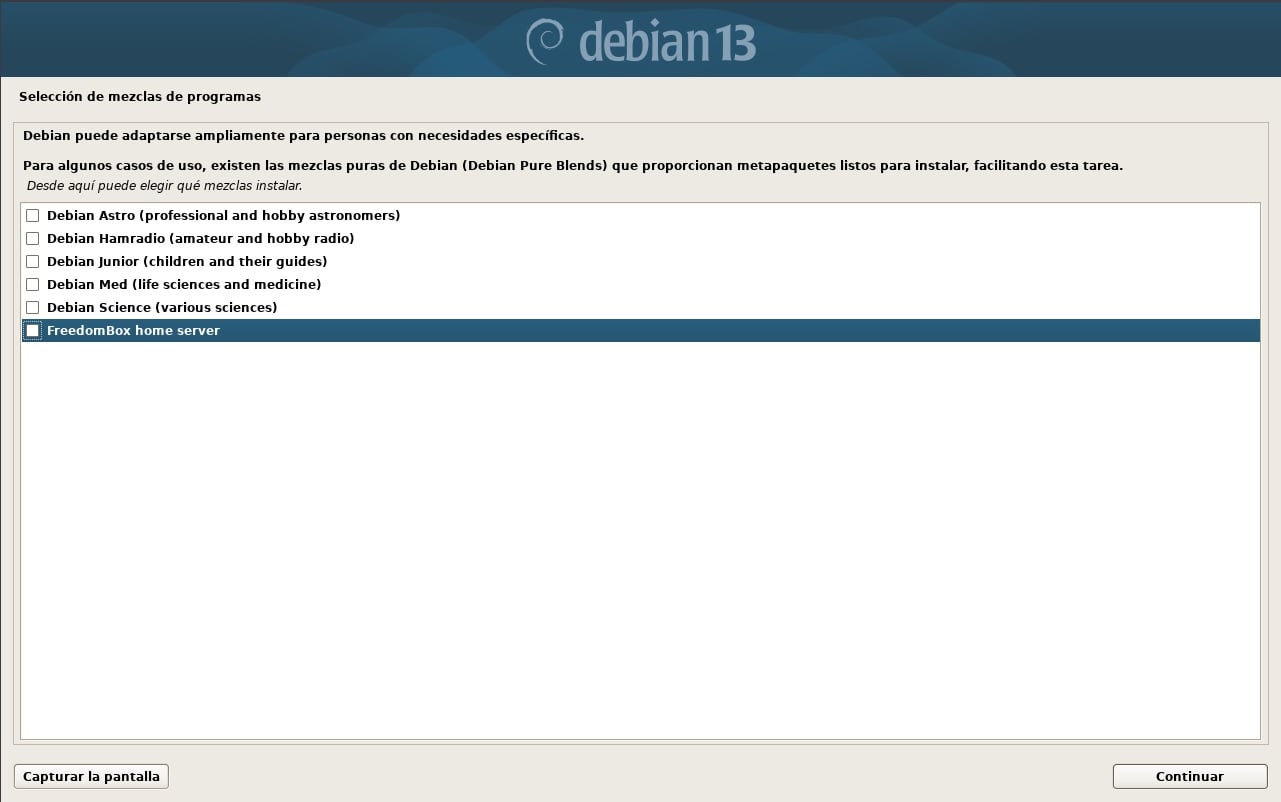 debian 13
Selección de mezclas de programas
Debian puede adaptarse ampliamente para personas con necesidades específicas.
Para algunos casos de uso, existen las mezclas puras de Debian (Debian Pure Blends) que proporcionan metapaquetes listos para instalar, facilitando esta tarea.
Desde aquí puede elegir qué mezclas instalar.
Debian Astro (professional and hobby astronomers)
Debian Hamradio (amateur and hobby radio)
Debian Junior (children and their guides)
Debian Med (life sciences and medicine)
Debian Science (various sciences)
FreedomBox home server
Capturar la pantalla
Continuar